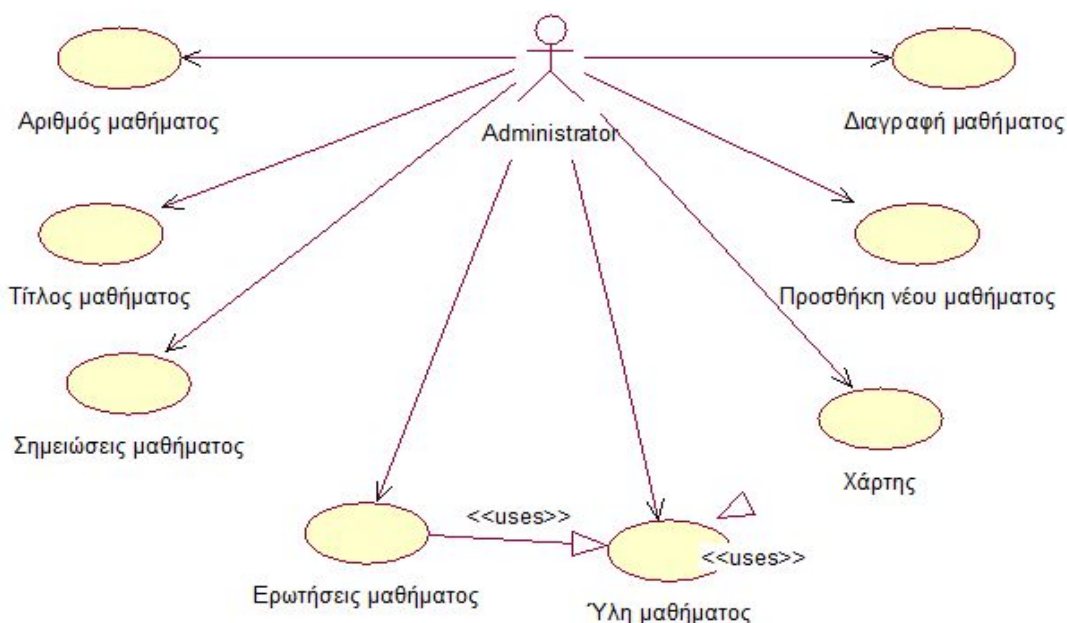 Αριθμός μαθήματος
Administrator
Διαγραφή μαθήματος
Τίτλος μαθήματος
Προσθήκη νέου μαθήματος
Σημειώσεις μαθήματος
Χάρτης
<<uses>>
<<uses>>
Ερωτήσεις μαθήματος
Ύλη μαθήματος